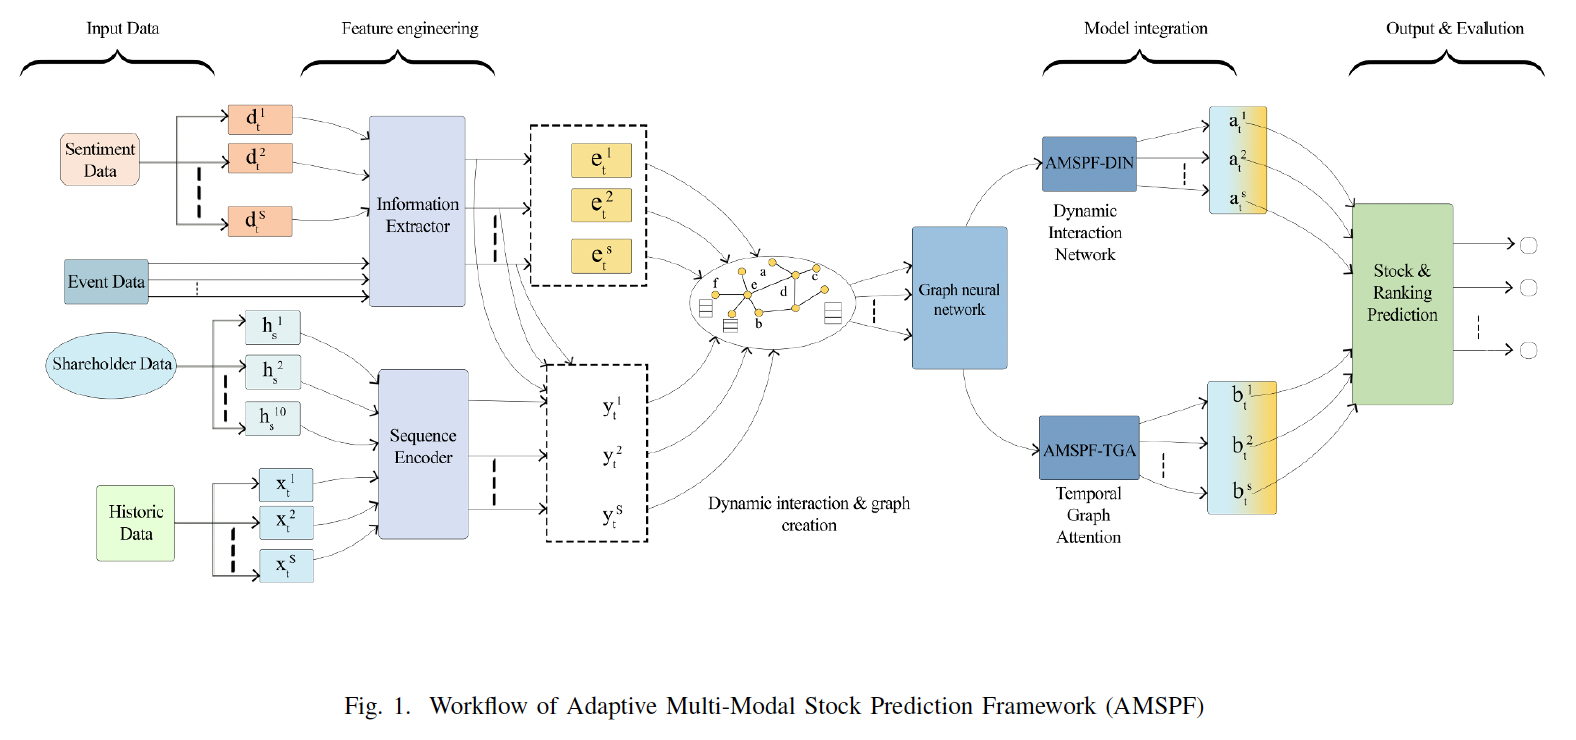 Input Data
Feature engineering
Model integration
Output & Evalution
Sentiment
Data
d_t^1
d_t^2
d_t^S
Event Data
Information
Extractor
Shareholder Data
h_s^1
h_s^2
h_s^10
Historic
Data
x_t^1
x_t^2
x_t^S
Sequence
Encoder
e_t^1
e_t^2
e_t^s
y_t^1
y_t^2
y_t^S
a
c
f
e
d
b
Dynamic interaction & graph
creation
Graph neural
network
AMSPF-DIN
Dynamic
Interaction
Network
AMSPF-TGA
Temporal
Graph
Attention
a_t^1
a_t^2
a_t^s
b_t^1
b_t^2
b_t^s
Stock &
Ranking
Prediction
Fig. 1. Workflow of Adaptive Multi-Modal Stock Prediction Framework (AMSPF)